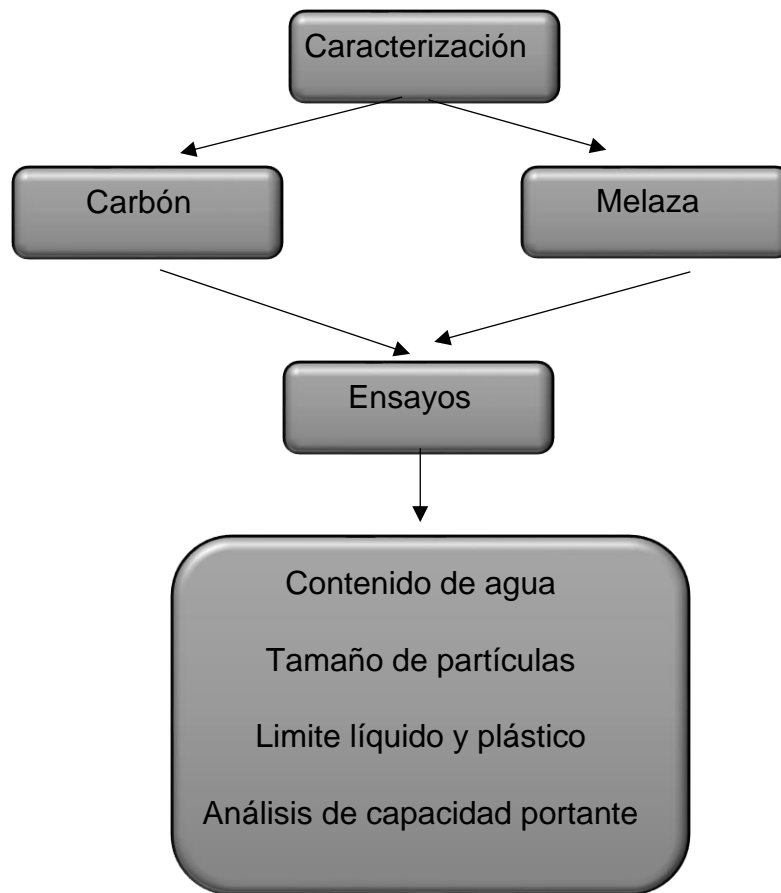 Caracterización
Carbón
Melaza
Ensayos
Contenido de agua
Tamaño de partículas
Limite líquido y plástico
Análisis de capacidad portante